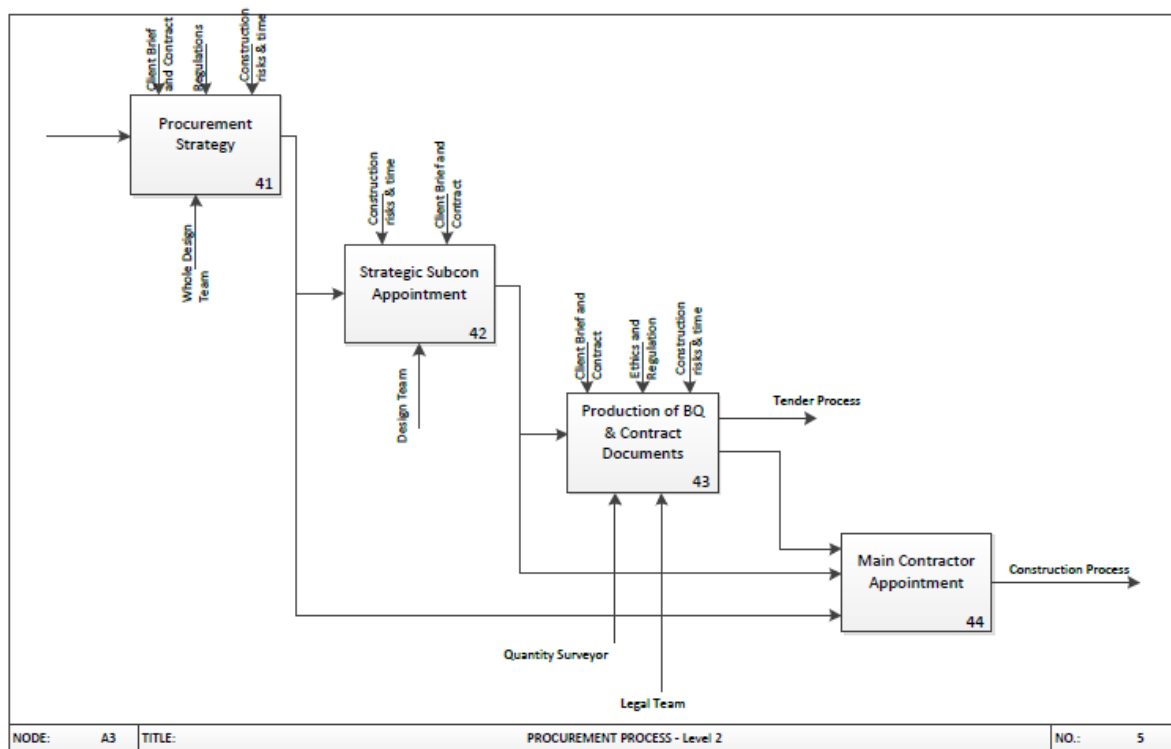 Client Brief
and Contract
Regulations
Construction
risks & time
Procurement
Strategy
41
Whole Design
Team
Construction
risks & time
Client Brief and
Contract
Strategic Subcon
Appointment
42
Design Team
Client Brief and
Contract
Ethics and
Regulation
Construction
risks & time
Production of BQ
& Contract
Documents
43
Tender Process
Main Contractor
Appointment
44
Construction Process
Quantity Surveyor
Legal Team
NODE: A3 TITLE: PROCUREMENT PROCESS - Level 2 NO.: 5